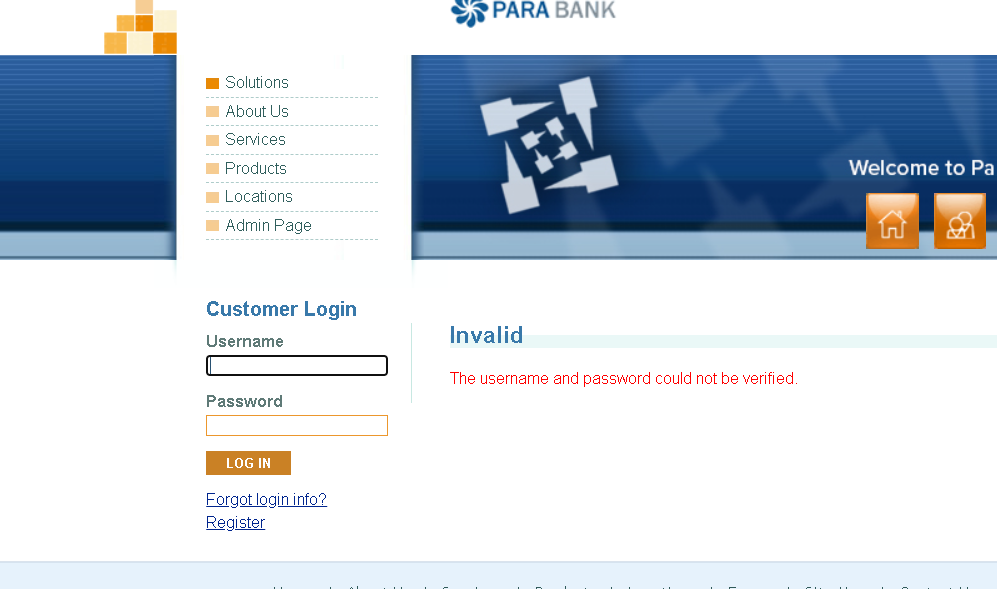 PARA BANK
Solutions
About Us
Services
Products
Locations
Admin Page
Welcome to Pa
Customer Login
Username
Password
LOG IN
Forgot login info?
Register
Invalid
The username and password could not be verified.